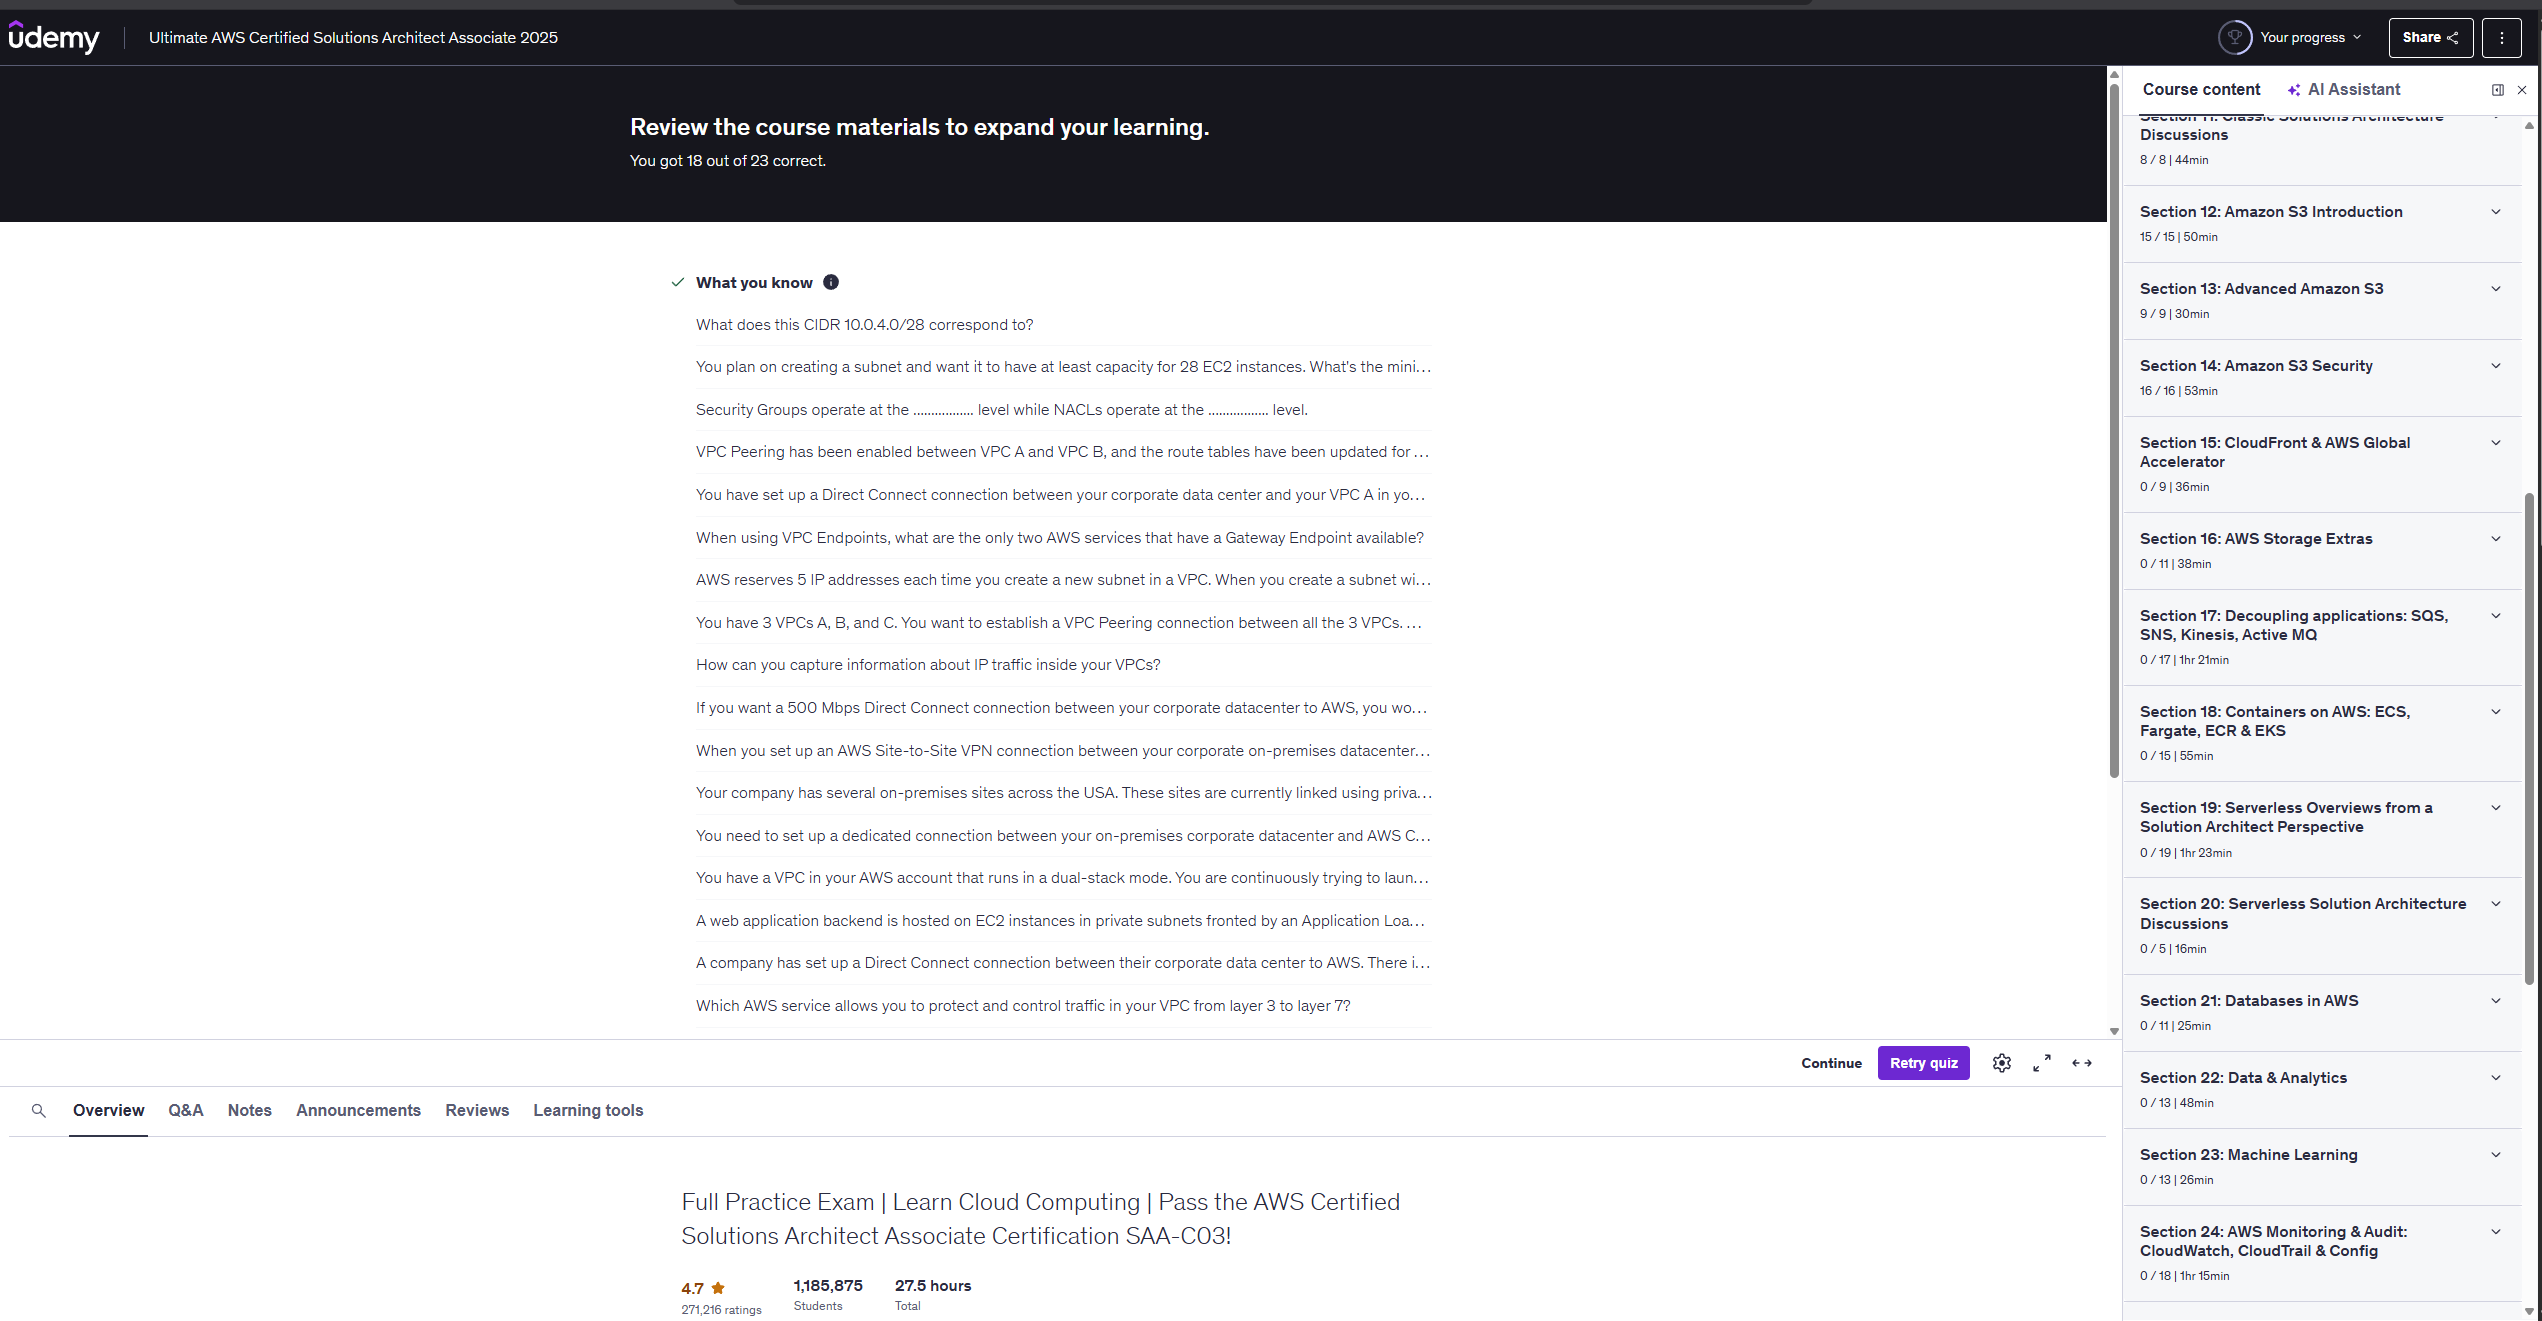 udemy
Ultimate AWS Certified Solutions Architect Associate 2025
Your progress
Share
Review the course materials to expand your learning.
You got 18 out of 23 correct.
What you know
What does this CIDR 10.0.4.0/28 correspond to?
You plan on creating a subnet and want it to have at least capacity for 28 EC2 instances. What's the mini...
Security Groups operate at the ................. level while NACLs operate at the ................. level.
VPC Peering has been enabled between VPC A and VPC B, and the route tables have been updated for ...
You have set up a Direct Connect connection between your corporate data center and your VPC A in yo...
When using VPC Endpoints, what are the only two AWS services that have a Gateway Endpoint available?
AWS reserves 5 IP addresses each time you create a new subnet in a VPC. When you create a subnet wi...
You have 3 VPCs A, B, and C. You want to establish a VPC Peering connection between all the 3 VPCs. ...
How can you capture information about IP traffic inside your VPCs?
If you want a 500 Mbps Direct Connect connection between your corporate datacenter to AWS, you wo...
When you set up an AWS Site-to-Site VPN connection between your corporate on-premises datacenter...
Your company has several on-premises sites across the USA. These sites are currently linked using priva...
You need to set up a dedicated connection between your on-premises corporate datacenter and AWS C...
You have a VPC in your AWS account that runs in a dual-stack mode. You are continuously trying to laun...
A web application backend is hosted on EC2 instances in private subnets fronted by an Application Loa...
A company has set up a Direct Connect connection between their corporate data center to AWS. There i...
Which AWS service allows you to protect and control traffic in your VPC from layer 3 to layer 7?
Continue
Retry quiz
Overview
Q&A
Notes
Announcements
Reviews
Learning tools
Full Practice Exam | Learn Cloud Computing | Pass the AWS Certified
Solutions Architect Associate Certification SAA-C03!
4.7
271,216 ratings
1,185,875
Students
27.5 hours
Total
Course content
AI Assistant
Section 11: Classic Solutions Architecture
Discussions
8 / 8 | 44min
Section 12: Amazon S3 Introduction
15 / 15 | 50min
Section 13: Advanced Amazon S3
9 / 9 | 30min
Section 14: Amazon S3 Security
16 / 16 | 53min
Section 15: CloudFront & AWS Global
Accelerator
0 / 9 | 36min
Section 16: AWS Storage Extras
0 / 11 | 38min
Section 17: Decoupling applications: SQS,
SNS, Kinesis, Active MQ
0 / 17 | 1hr 21min
Section 18: Containers on AWS: ECS,
Fargate, ECR & EKS
0 / 15 | 55min
Section 19: Serverless Overviews from a
Solution Architect Perspective
0 / 19 | 1hr 23min
Section 20: Serverless Solution Architecture
Discussions
0 / 5 | 16min
Section 21: Databases in AWS
0 / 11 | 25min
Section 22: Data & Analytics
0 / 13 | 48min
Section 23: Machine Learning
0 / 13 | 26min
Section 24: AWS Monitoring & Audit:
CloudWatch, CloudTrail & Config
0 / 18 | 1hr 15min